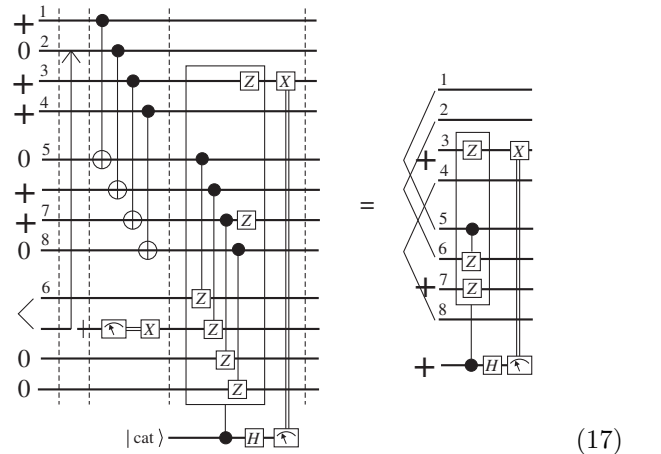 + 1
0 2
+ 3
+ 4
0 5
+
+ 7
0 8
6
+ X
0
0
Z X
Z
Z
Z
Z
Z
|cat⟩ H
=
1
2
+ 3 Z X
4
5
6 Z
+ 7 Z
8
+ H
(17)